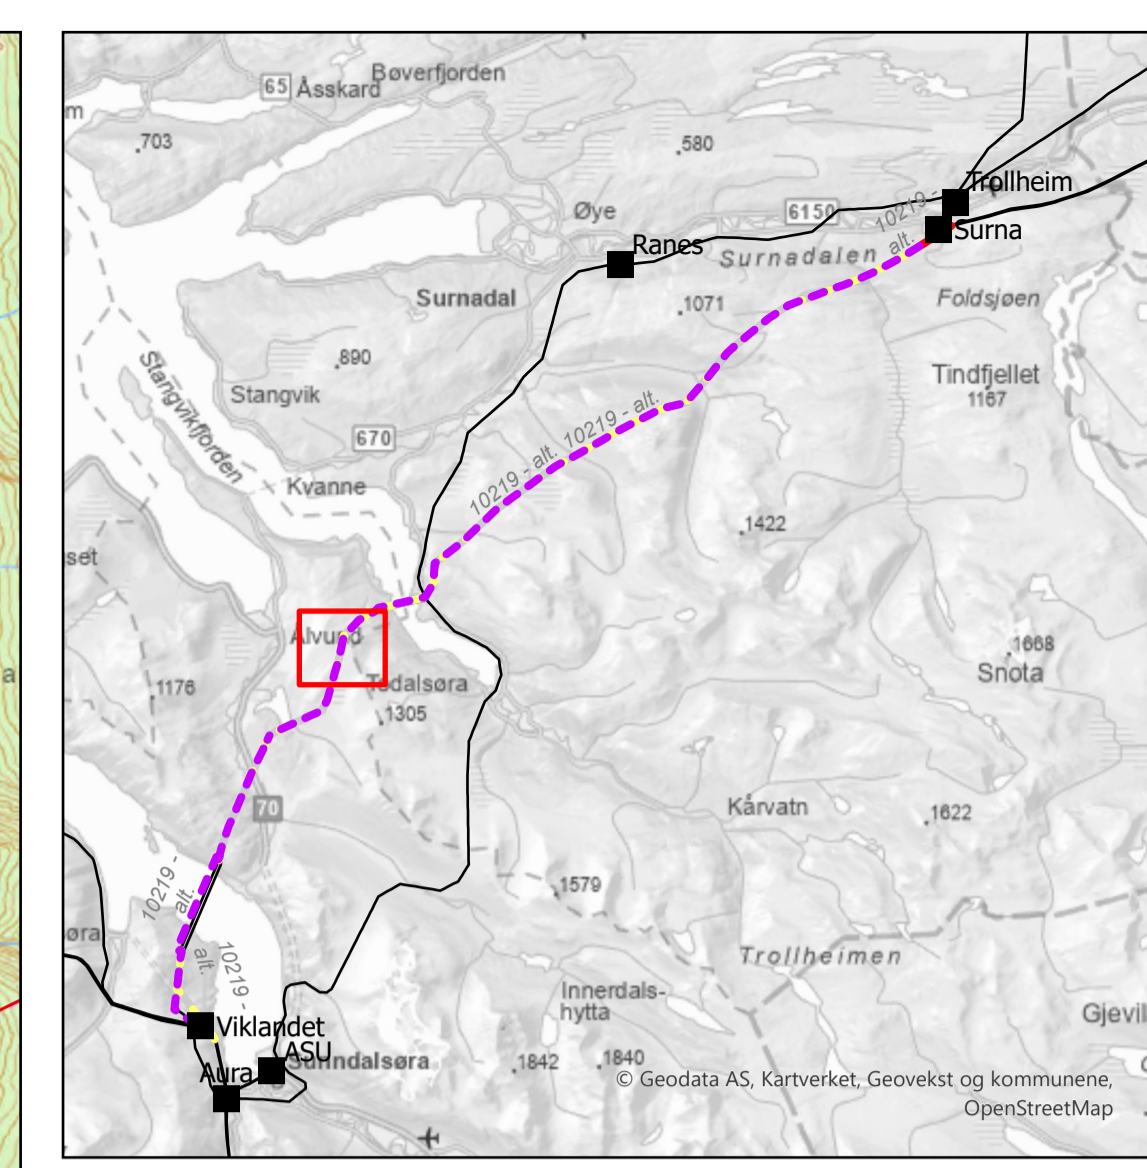 Bøverfjorden
65
Åsskard
m
703
580
Trollheim
10219 -
alt.
Øye
6150
Surna
Ranes
Surnadalen
Surnadal
1071
Foldsjøen
890
Stangvikfjorden
Tindfjellet
1167
Stangvik
10219 - alt.
670
10219 - alt.
Kvanne
1422
set
Ålvund
1668
a
Snota
Todalsøra
1176
1305
70
Kårvatn
1622
10219 -
alt.
1579
øra
10219 -
alt.
Trollheimen
Innerdals-
hytta
Gjevil
Viklandet
ASU
Sunndalsøra
1842
1840
Aura
© Geodata AS, Kartverket, Geovekst og kommunene,
OpenStreetMap